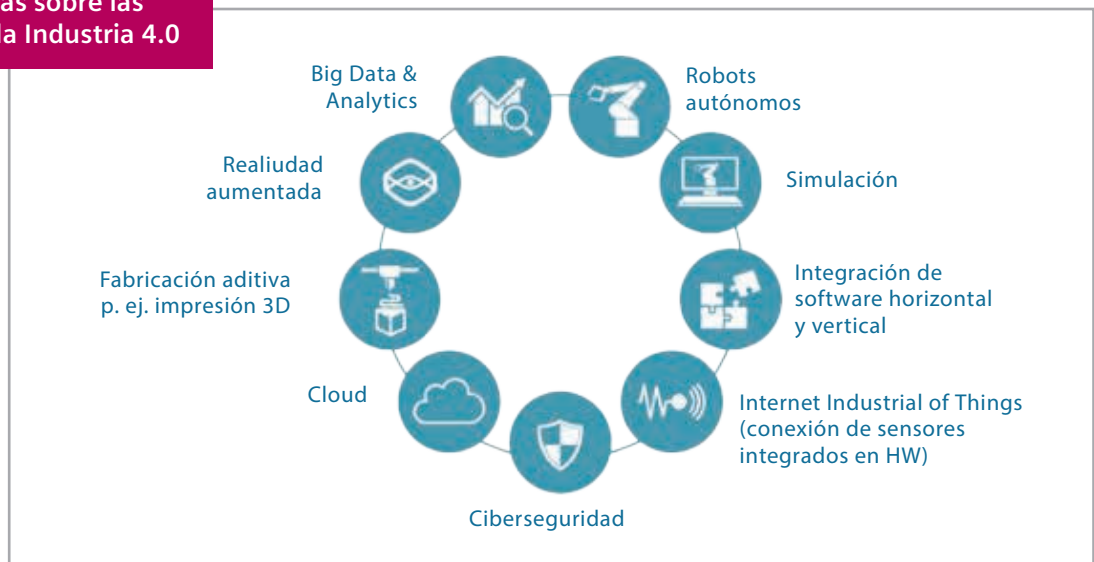 as sobre las
la Industria 4.0
Big Data &
Analytics
Robots
autónomos
Realiudad
aumentada
Simulación
Fabricación aditiva
p. ej. impresión 3D
Integración de
software horizontal
y vertical
Cloud
Internet Industrial of Things
(conexión de sensores
integrados en HW)
Ciberseguridad